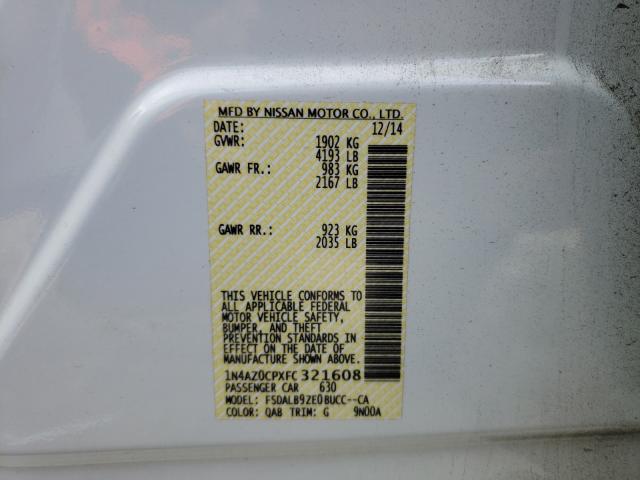 MFD BY NISSAN MOTOR CO., LTD.
DATE: 12/14
GVWR: 1902 KG
4193 LB
GAWR FR.: 983 KG
2167 LB
GAWR RR.: 923 KG
2035 LB
THIS VEHICLE CONFORMS TO
ALL APPLICABLE FEDERAL
MOTOR VEHICLE SAFETY,
BUMPER, AND THEFT
PREVENTION STANDARDS IN
EFFECT ON THE DATE OF
MANUFACTURE SHOWN ABOVE.
1N4AZ0CPXFC321608
PASSENGER CAR 630
MODEL: FSDALB9ZE0BUCC--CA
COLOR: QAB TRIM: G 9N00A